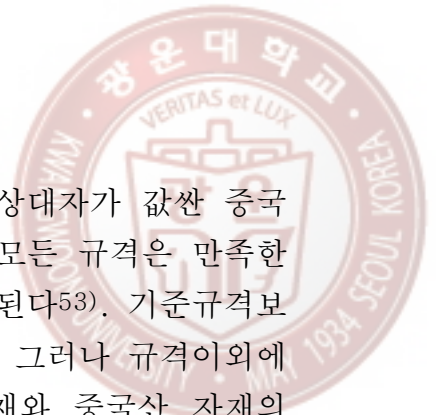 광운대학교
VERITAS et LUX
KWANGWOON UNIVERSITY • MAY 1934 SEOUL KOREA
상대자가 값싼 중국
모든 규격은 만족한
된다53). 기준규격보
그러나 규격이외에
재와 중국산 자재의